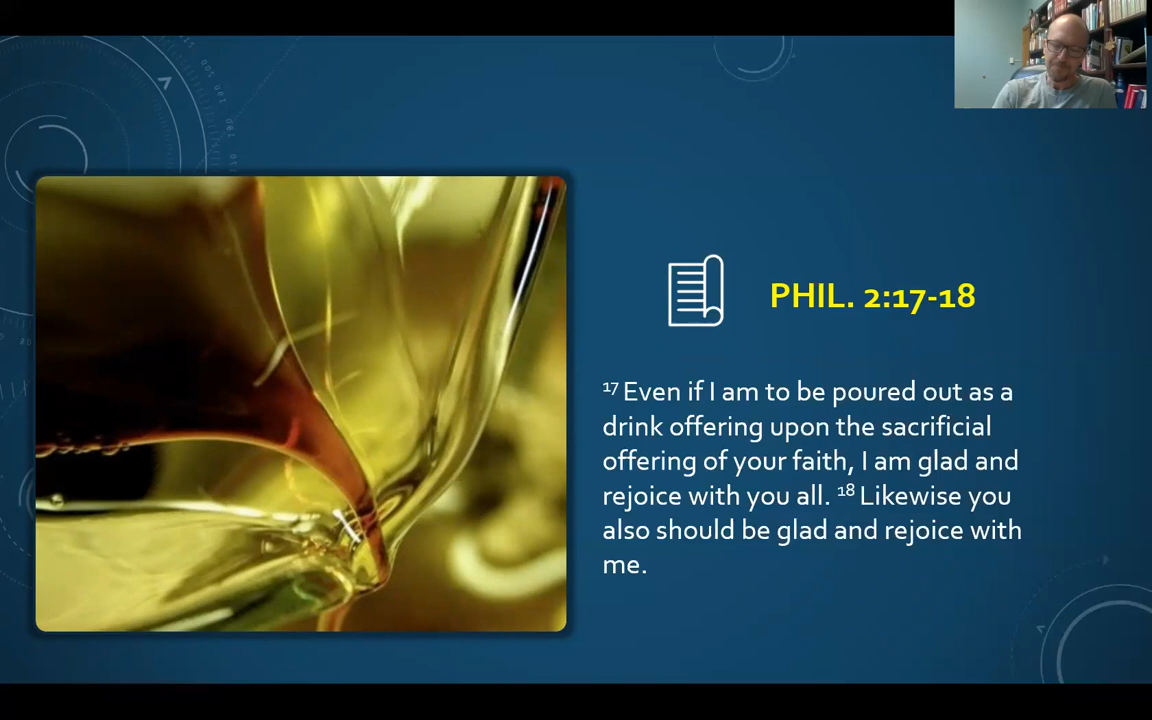 PHIL. 2:17-18
17 Even if I am to be poured out as a
drink offering upon the sacrificial
offering of your faith, I am glad and
rejoice with you all. 18 Likewise you
also should be glad and rejoice with
me.